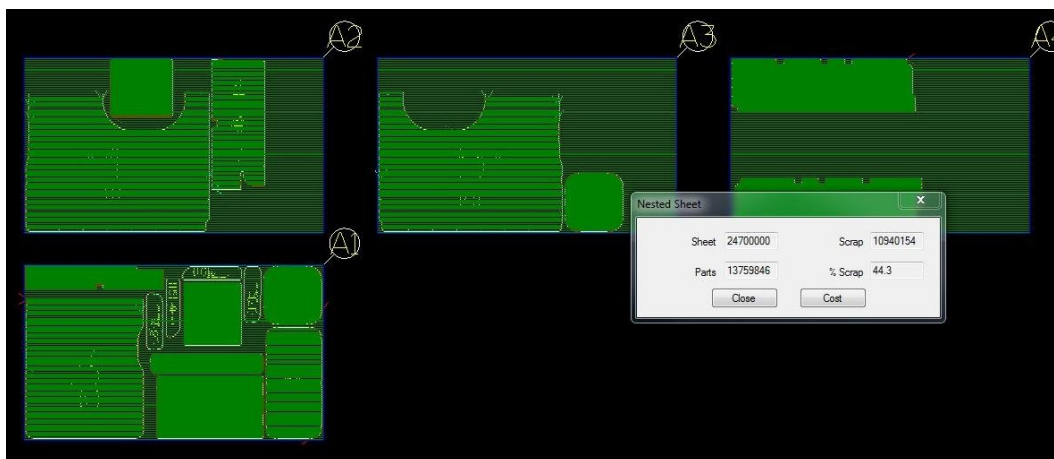 A2
A3
A4
Nested Sheet
X
Sheet 24700000 Scrap 10940154
Parts 13759846 % Scrap 44.3
Close Cost
A1